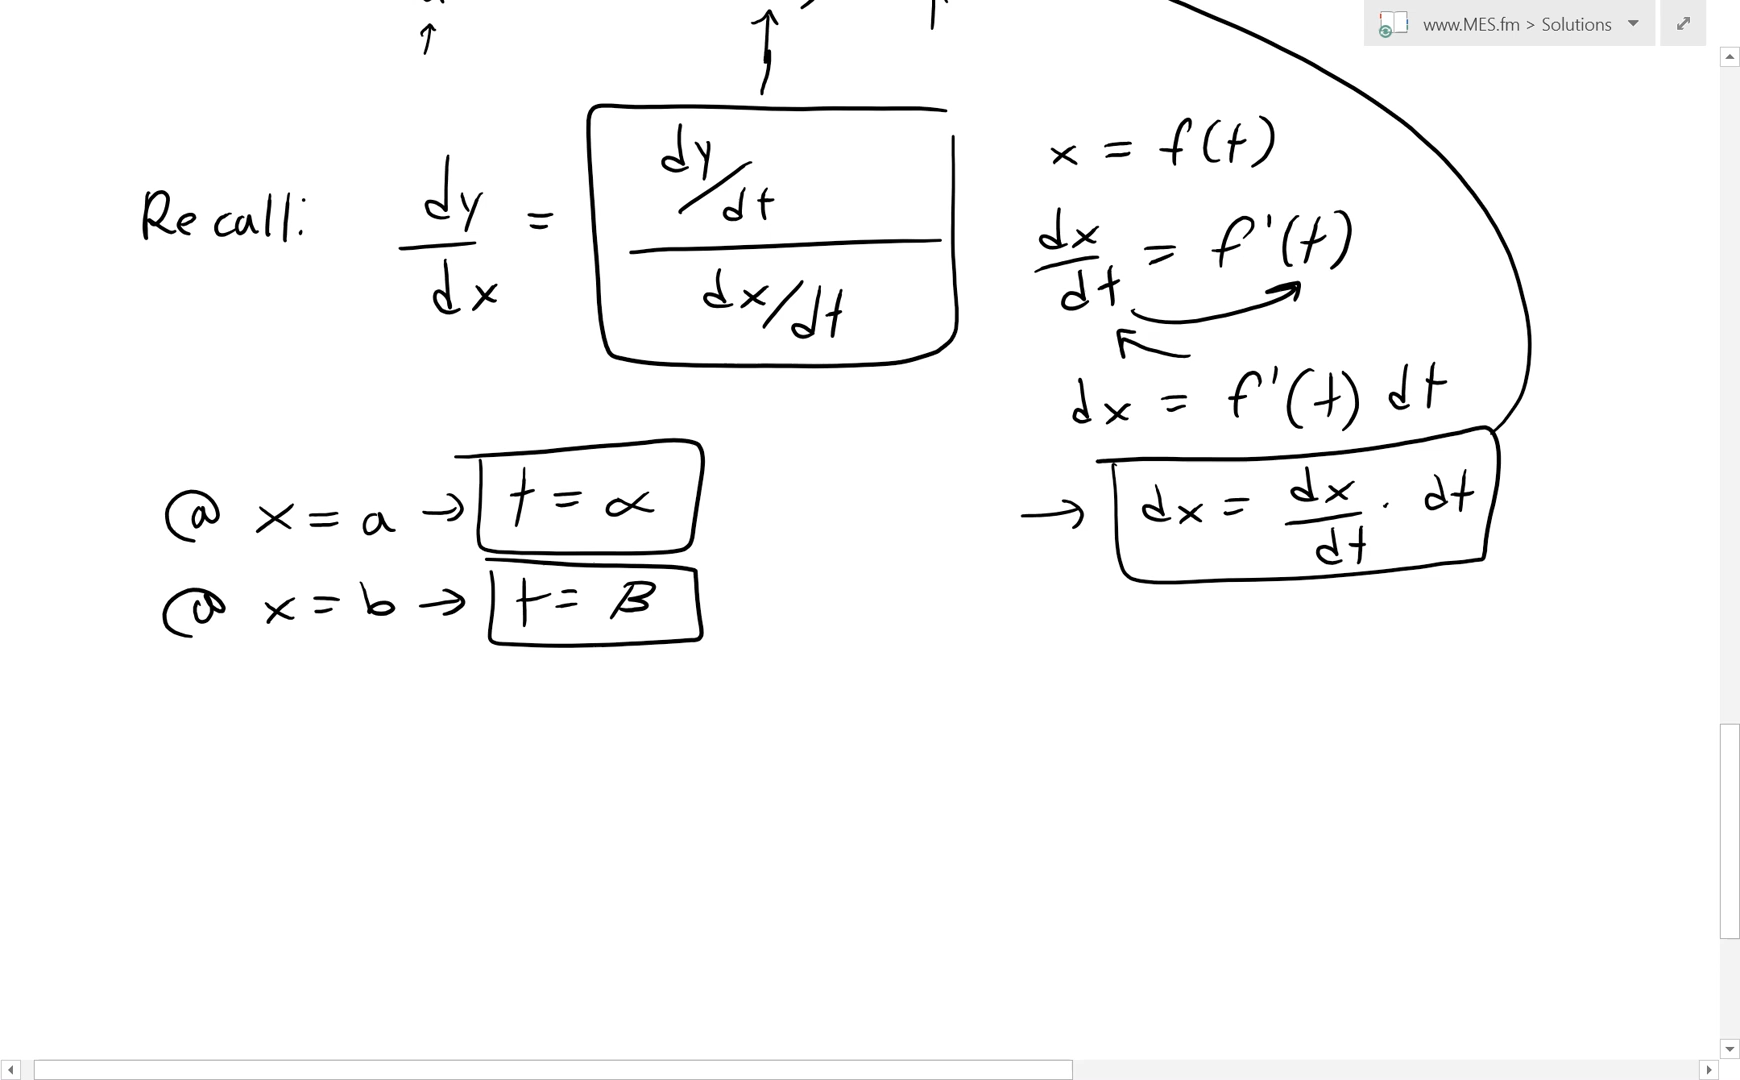 www.MES.fm > Solutions
Recall: dy/dx = (dy/dt)/(dx/dt)
x = f(t)
dx/dt = f'(t)
dx = f'(t) dt
→ dx = dx/dt · dt
@ x = a → t = α
@ x = b → t = β